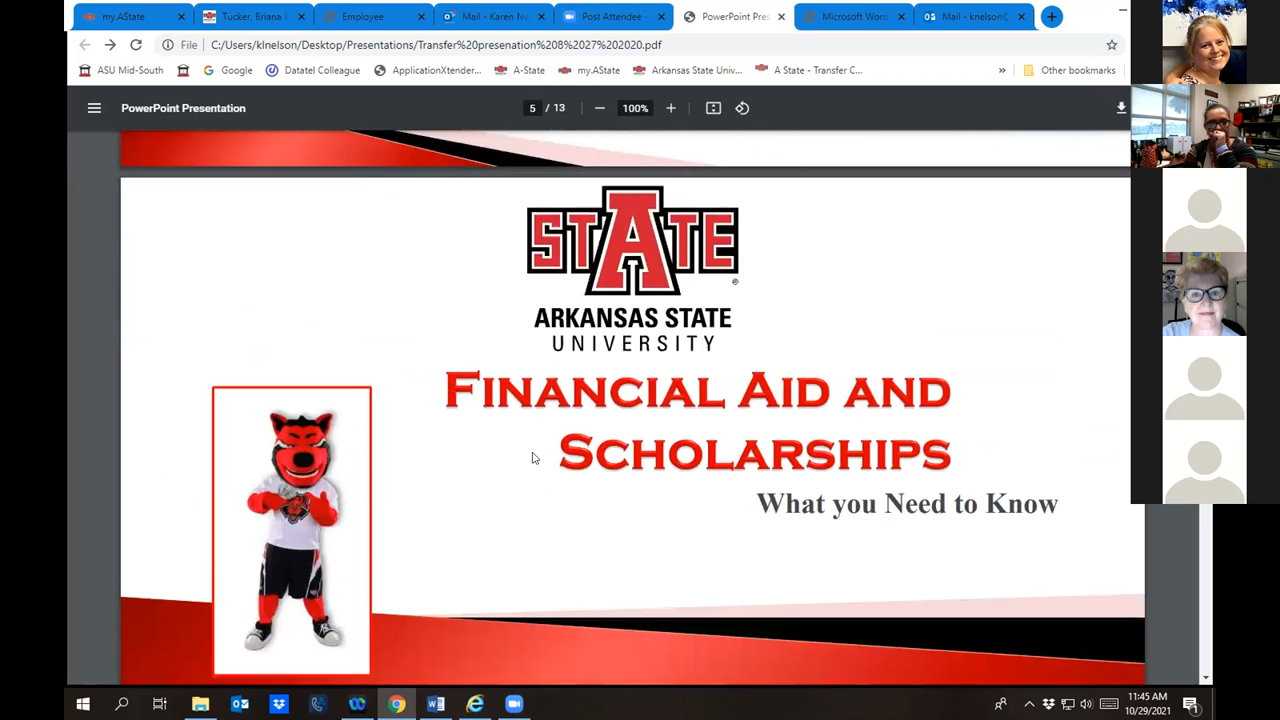 my.AState
Tucker, Briana M
Employee
Mail - Karen Ne
Post Attendee -
PowerPoint Pres
Microsoft Word
Mail - knelson@
File
C:/Users/klnelson/Desktop/Presentations/Transfer%20presenation%208%2027%202020.pdf
ASU Mid-South
Google
Datatel Colleague
ApplicationXtender...
A-State
my.AState
Arkansas State Univ...
A State - Transfer C...
»
Other bookmarks
PowerPoint Presentation
5 / 13
100%
STATE
®
ARKANSAS STATE
UNIVERSITY
Financial Aid and
Scholarships
What you Need to Know
11:45 AM
10/29/2021
1